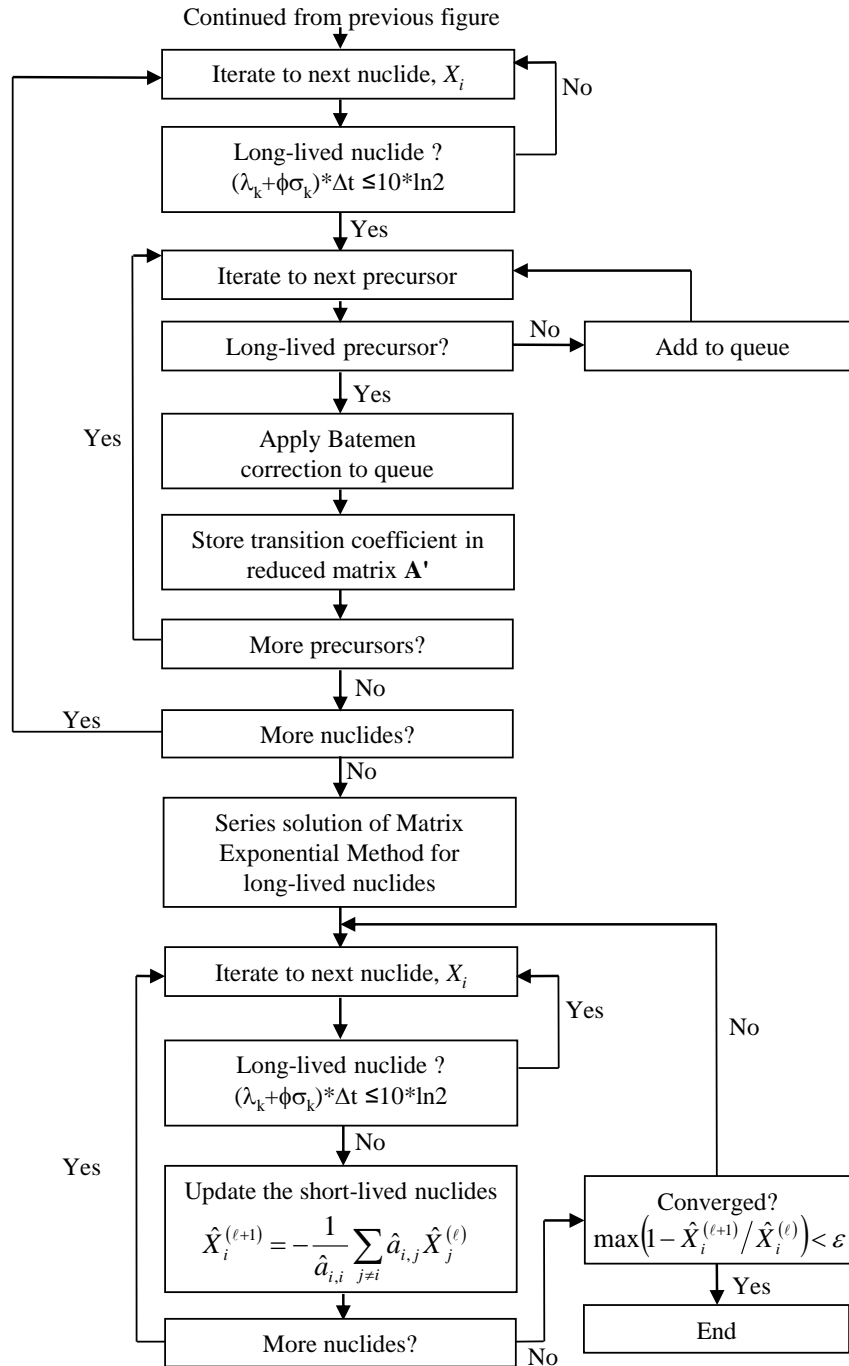 Continued from previous figure
Iterate to next nuclide, X_i
No
Long-lived nuclide ?
(λ_k+ϕσ_k)*Δt ≤10*ln2
Yes
Iterate to next precursor
Long-lived precursor?
No
Add to queue
Yes
Yes
Apply Batemen
correction to queue
Store transition coefficient in
reduced matrix A'
More precursors?
No
Yes
More nuclides?
No
Series solution of Matrix
Exponential Method for
long-lived nuclides
Iterate to next nuclide, X_i
Yes
No
Long-lived nuclide ?
(λ_k+ϕσ_k)*Δt ≤10*ln2
No
Yes
Update the short-lived nuclides
X̂_i^(ℓ+1) = −1/â_{i,i} ∑_{j≠i} â_{i,j} X̂_j^(ℓ)
No
Converged?
max(1 − X̂_i^(ℓ+1)/X̂_i^(ℓ)) < ε
Yes
End
More nuclides?
No